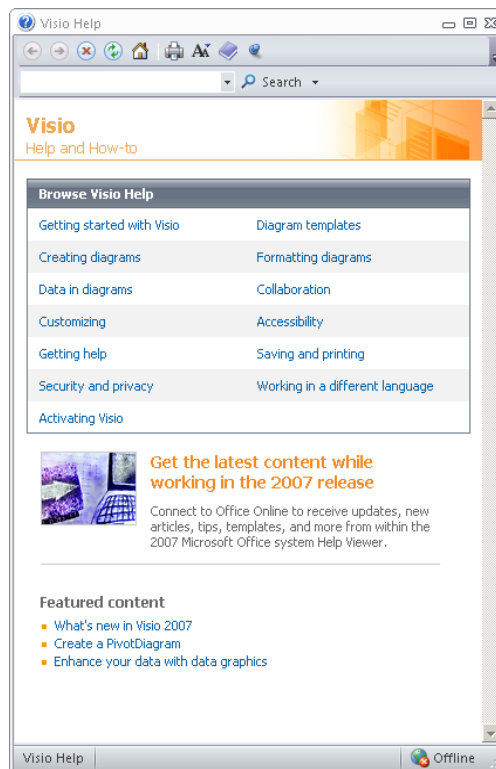 Visio Help
Search
Visio
Help and How-to
Browse Visio Help
Getting started with Visio
Diagram templates
Creating diagrams
Formatting diagrams
Data in diagrams
Collaboration
Customizing
Accessibility
Getting help
Saving and printing
Security and privacy
Working in a different language
Activating Visio
Get the latest content while
working in the 2007 release
Connect to Office Online to receive updates, new
articles, tips, templates, and more from within the
2007 Microsoft Office system Help Viewer.
Featured content
What's new in Visio 2007
Create a PivotDiagram
Enhance your data with data graphics
Visio Help
Offline